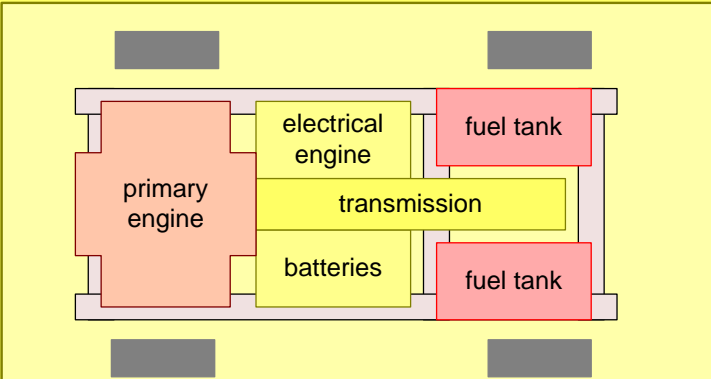 electrical
engine
fuel tank
primary
engine
transmission
batteries
fuel tank